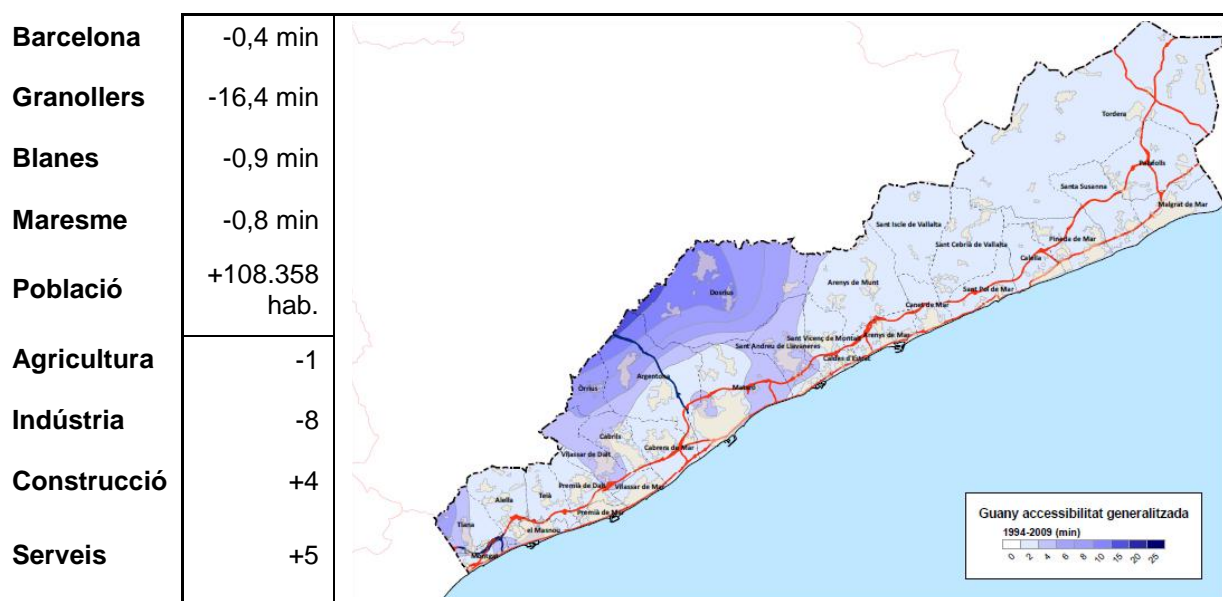 Barcelona -0,4 min
Granollers -16,4 min
Blanes -0,9 min
Maresme -0,8 min
Població +108.358 hab.
Agricultura -1
Indústria -8
Construcció +4
Serveis +5
Tordera
Palafolls
Santa Susanna
Malgrat de Mar
Sant Iscle de Vallalta
Sant Cebrià de Vallalta
Pineda de Mar
Calella
Sant Pol de Mar
Arenys de Munt
Canet de Mar
Dosrius
Sant Vicenç de Montalt
Arenys de Mar
Sant Andreu de Llavaneres
Caldes d'Estrac
Argentona
Òrrius
Mataró
Cabrils
Cabrera de Mar
Vilassar de Dalt
Premià de Dalt
Vilassar de Mar
Alella
Teià
Premià de Mar
Tiana
el Masnou
Montgat
Guany accessibilitat generalitzada
1994-2009 (min)
0 2 4 6 8 10 15 20 25